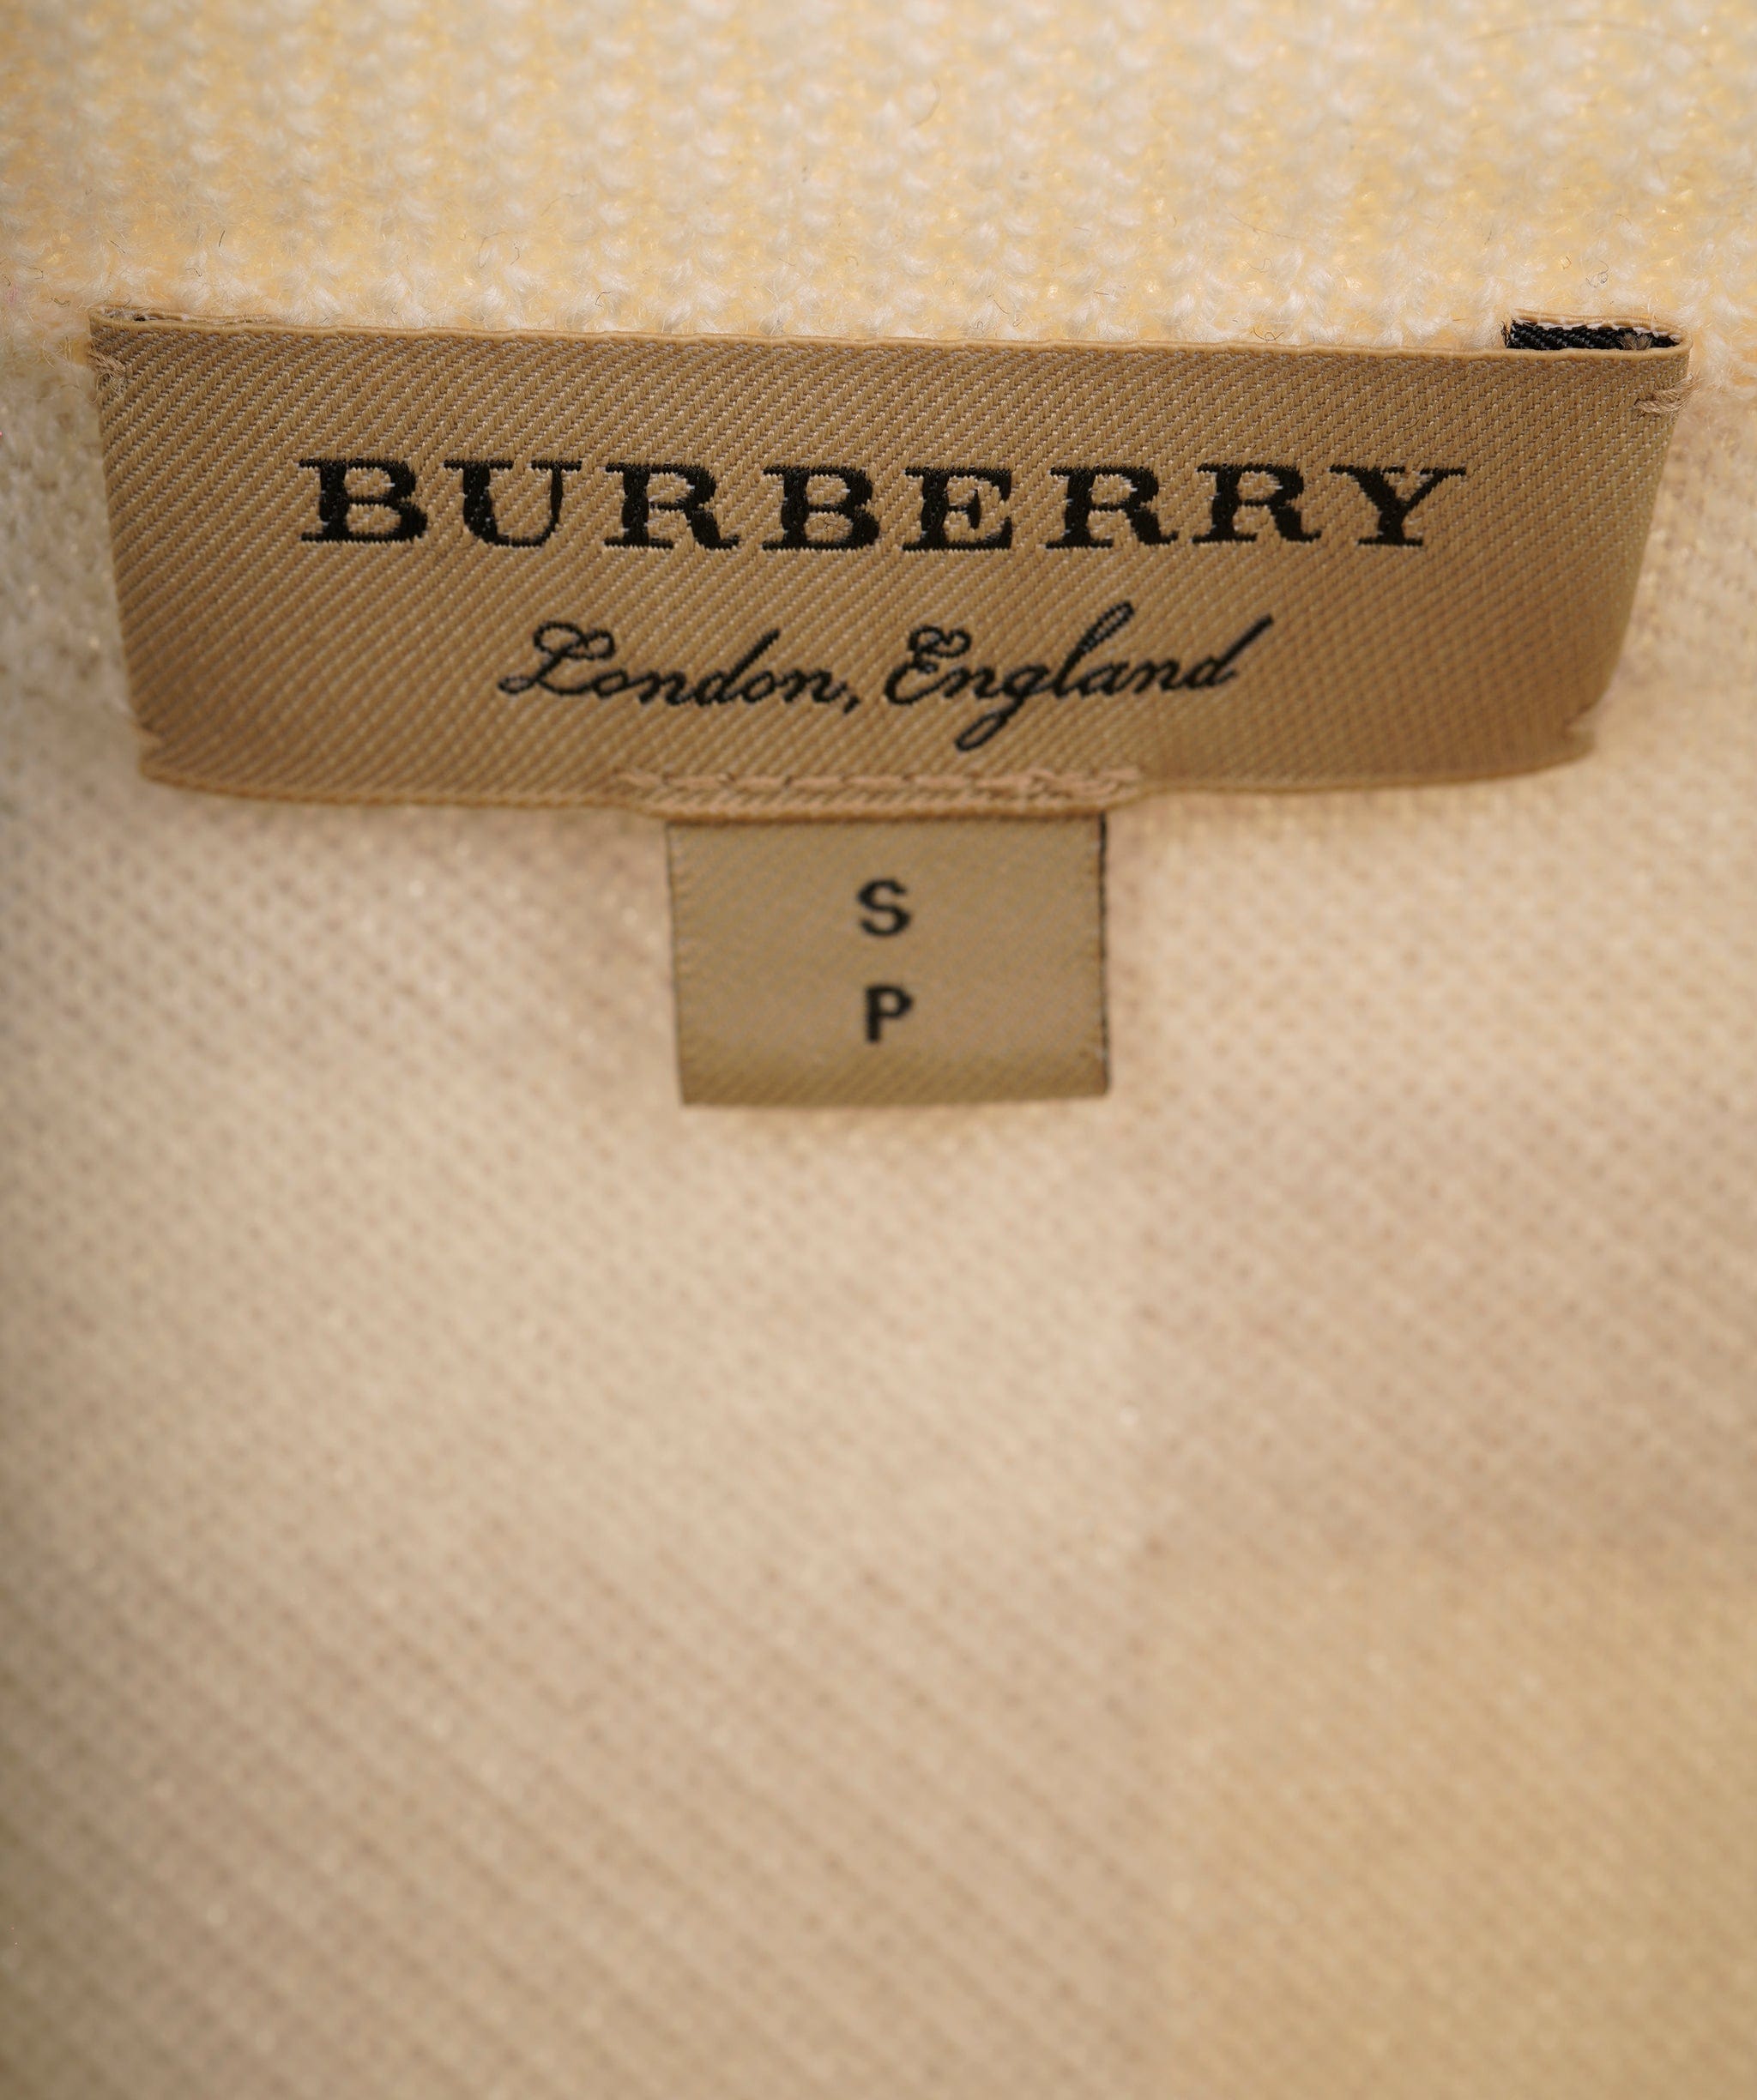 BURBERRY
London, England
S
P